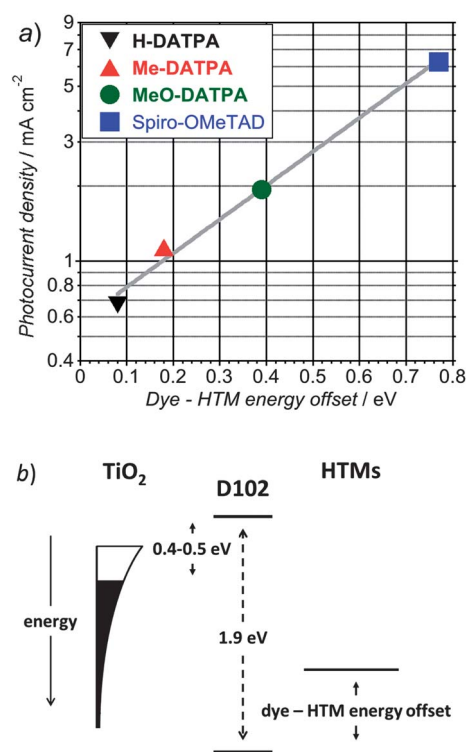 a)
H-DATPA
Me-DATPA
MeO-DATPA
Spiro-OMeTAD
Photocurrent density / mA cm⁻²
9
7
5
3
1
0.8
0.6
0.4
0 0.1 0.2 0.3 0.4 0.5 0.6 0.7 0.8
Dye - HTM energy offset / eV
b)
TiO₂
D102
HTMs
0.4-0.5 eV
energy
1.9 eV
dye – HTM energy offset